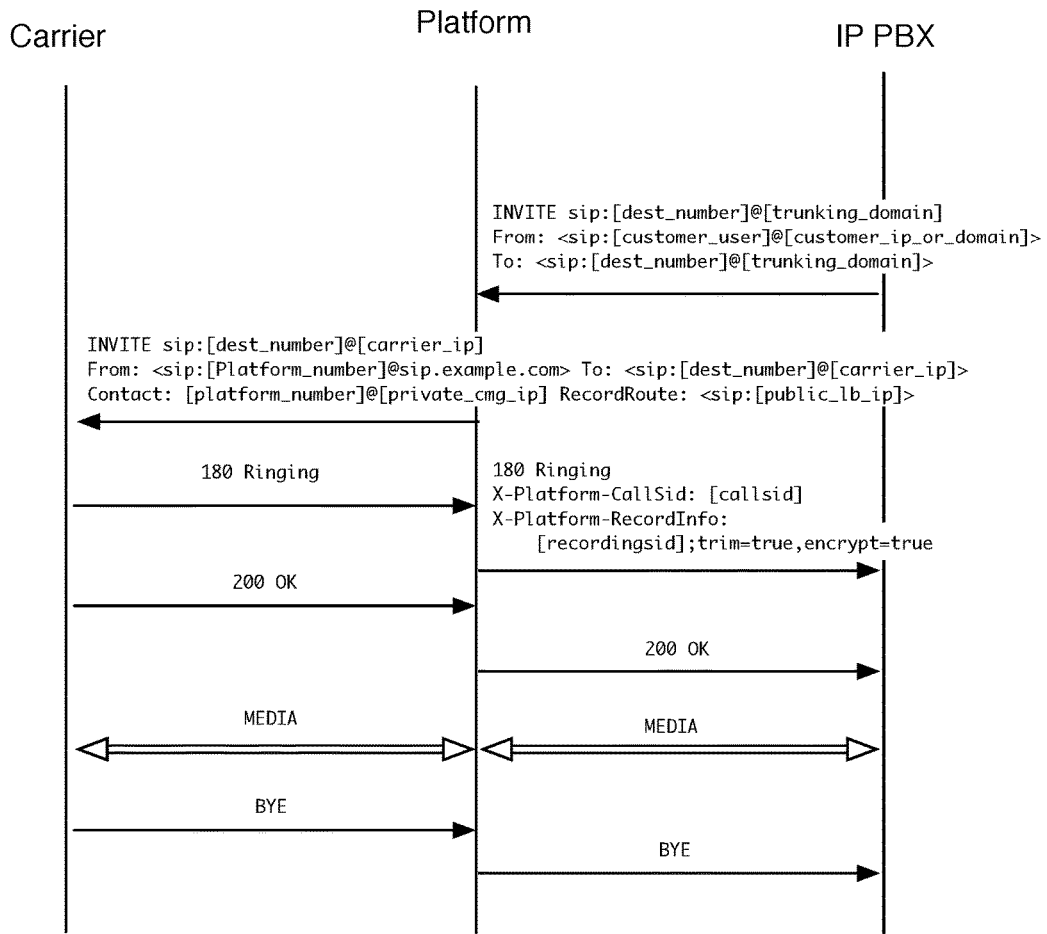 Carrier
Platform
IP PBX
INVITE sip:[dest_number]@[trunking_domain]
From: <sip:[customer_user]@[customer_ip_or_domain]>
To: <sip:[dest_number]@[trunking_domain]>
INVITE sip:[dest_number]@[carrier_ip]
From: <sip:[Platform_number]@sip.example.com> To: <sip:[dest_number]@[carrier_ip]>
Contact: [platform_number]@[private_cmg_ip] RecordRoute: <sip:[public_lb_ip]>
180 Ringing
180 Ringing
X-Platform-CallSid: [callsid]
X-Platform-RecordInfo:
[recordingsid];trim=true,encrypt=true
200 OK
200 OK
MEDIA
MEDIA
BYE
BYE